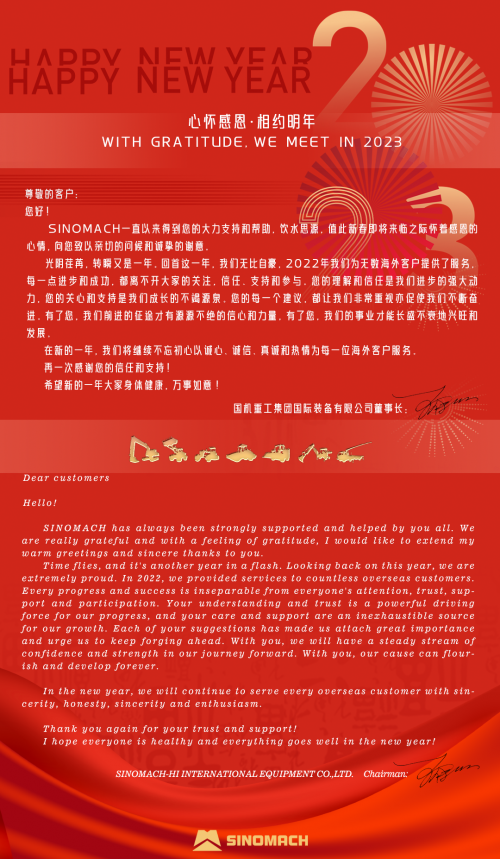 HAPPY NEW YEAR
HAPPY NEW YEAR
2023
心怀感恩·相约明年
WITH GRATITUDE, WE MEET IN 2023
尊敬的客户：
您好！
SINOMACH一直以来得到您的大力支持和帮助，饮水思源，值此新春即将来临之际怀着感恩的
心情，向您致以亲切的问候和诚挚的谢意。
光阴荏苒，转瞬又是一年，回首这一年，我们无比自豪，2022年我们为无数海外客户提供了服务，
每一点进步和成功，都离不开大家的关注、信任、支持和参与。您的理解和信任是我们进步的强大动
力，您的关心和支持是我们成长的不竭源泉。您的每一个建议，都让我们非常重视亦促使我们不断奋
进。有了您，我们前进的征途才有源源不绝的信心和力量，有了您，我们的事业才能长盛不衰地兴旺和
发展。
在新的一年，我们将继续不忘初心以诚心、诚信、真诚和热情为每一位海外客户服务。
再一次感谢您的信任和支持！
希望新的一年大家身体健康，万事如意！
国机重工集团国际装备有限公司董事长：
Dear customers
Hello!
SINOMACH has always been strongly supported and helped by you all. We
are really grateful and with a feeling of gratitude, I would like to extend my
warm greetings and sincere thanks to you.
Time flies, and it's another year in a flash. Looking back on this year, we are
extremely proud. In 2022, we provided services to countless overseas customers.
Every progress and success is inseparable from everyone's attention, trust, sup-
port and participation. Your understanding and trust is a powerful driving
force for our progress, and your care and support are an inezhaustible source
for our growth. Each of your suggestions has made us attach great importance
and urge us to keep forging ahead. With you, we will have a steady stream of
confidence and strength in our journey forward. With you, our cause can flour-
ish and develop forever.
In the new year, we will continue to serve every overseas customer with sin-
cerity, honesty, sincerity and enthusiasm.
Thank you again for your trust and support!
I hope everyone is healthy and everything goes well in the new year!
SINOMACH-HI INTERNATIONAL EQUIPMENT CO.,LTD. Chairman:
SINOMACH